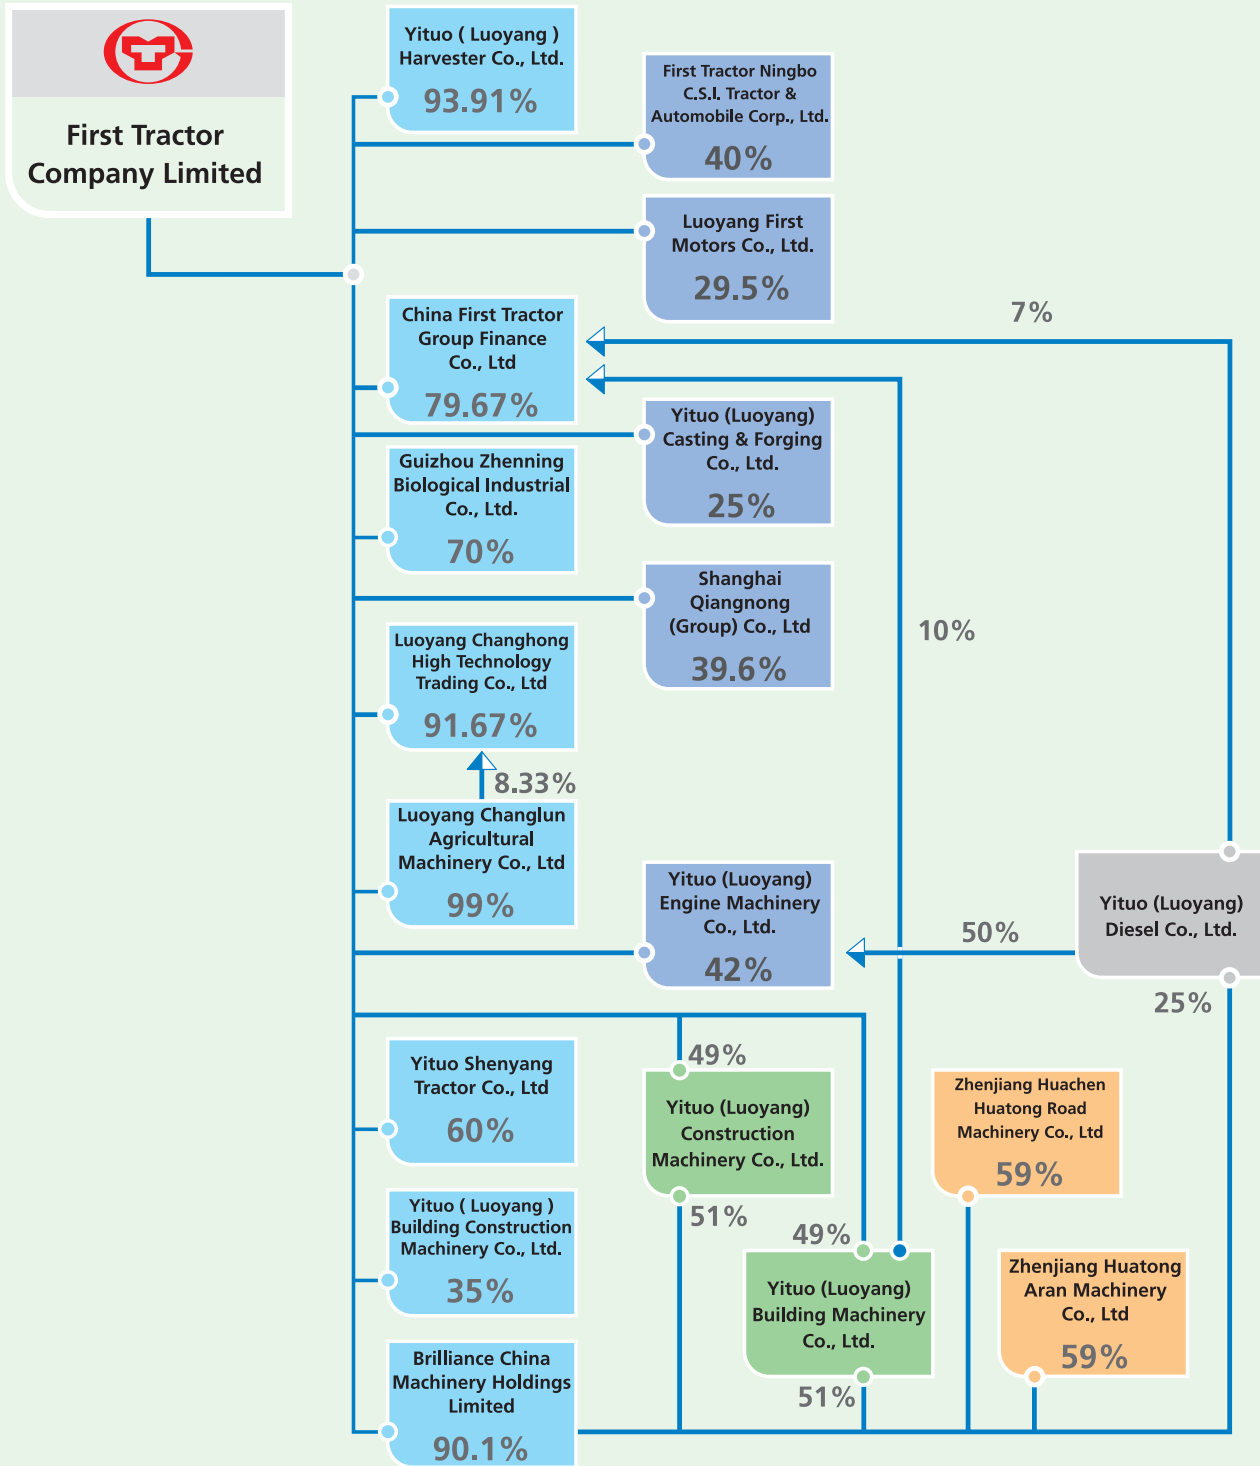 First Tractor
Company Limited
Yituo ( Luoyang )
Harvester Co., Ltd.
93.91%
First Tractor Ningbo
C.S.I. Tractor &
Automobile Corp., Ltd.
40%
Luoyang First
Motors Co., Ltd.
29.5%
China First Tractor
Group Finance
Co., Ltd
79.67%
7%
Yituo (Luoyang)
Casting & Forging
Co., Ltd.
25%
Guizhou Zhenning
Biological Industrial
Co., Ltd.
70%
Shanghai
Qiangnong
(Group) Co., Ltd
39.6%
10%
Luoyang Changhong
High Technology
Trading Co., Ltd
91.67%
8.33%
Luoyang Changlun
Agricultural
Machinery Co., Ltd
99%
Yituo (Luoyang)
Engine Machinery
Co., Ltd.
42%
50%
Yituo (Luoyang)
Diesel Co., Ltd.
25%
Yituo Shenyang
Tractor Co., Ltd
60%
49%
Yituo (Luoyang)
Construction
Machinery Co., Ltd.
51%
Zhenjiang Huachen
Huatong Road
Machinery Co., Ltd
59%
Yituo ( Luoyang )
Building Construction
Machinery Co., Ltd.
35%
49%
Yituo (Luoyang)
Building Machinery
Co., Ltd.
51%
Zhenjiang Huatong
Aran Machinery
Co., Ltd
59%
Brilliance China
Machinery Holdings
Limited
90.1%